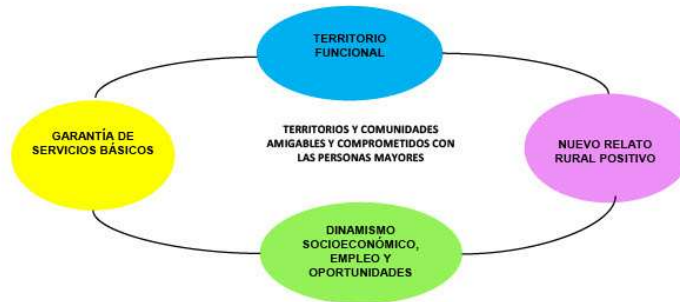 TERRITORIO
FUNCIONAL
GARANTÍA DE
SERVICIOS BÁSICOS
TERRITORIOS Y COMUNIDADES
AMIGABLES Y COMPROMETIDOS CON
LAS PERSONAS MAYORES
NUEVO RELATO
RURAL POSITIVO
DINAMISMO
SOCIOECONÓMICO,
EMPLEO Y
OPORTUNIDADES